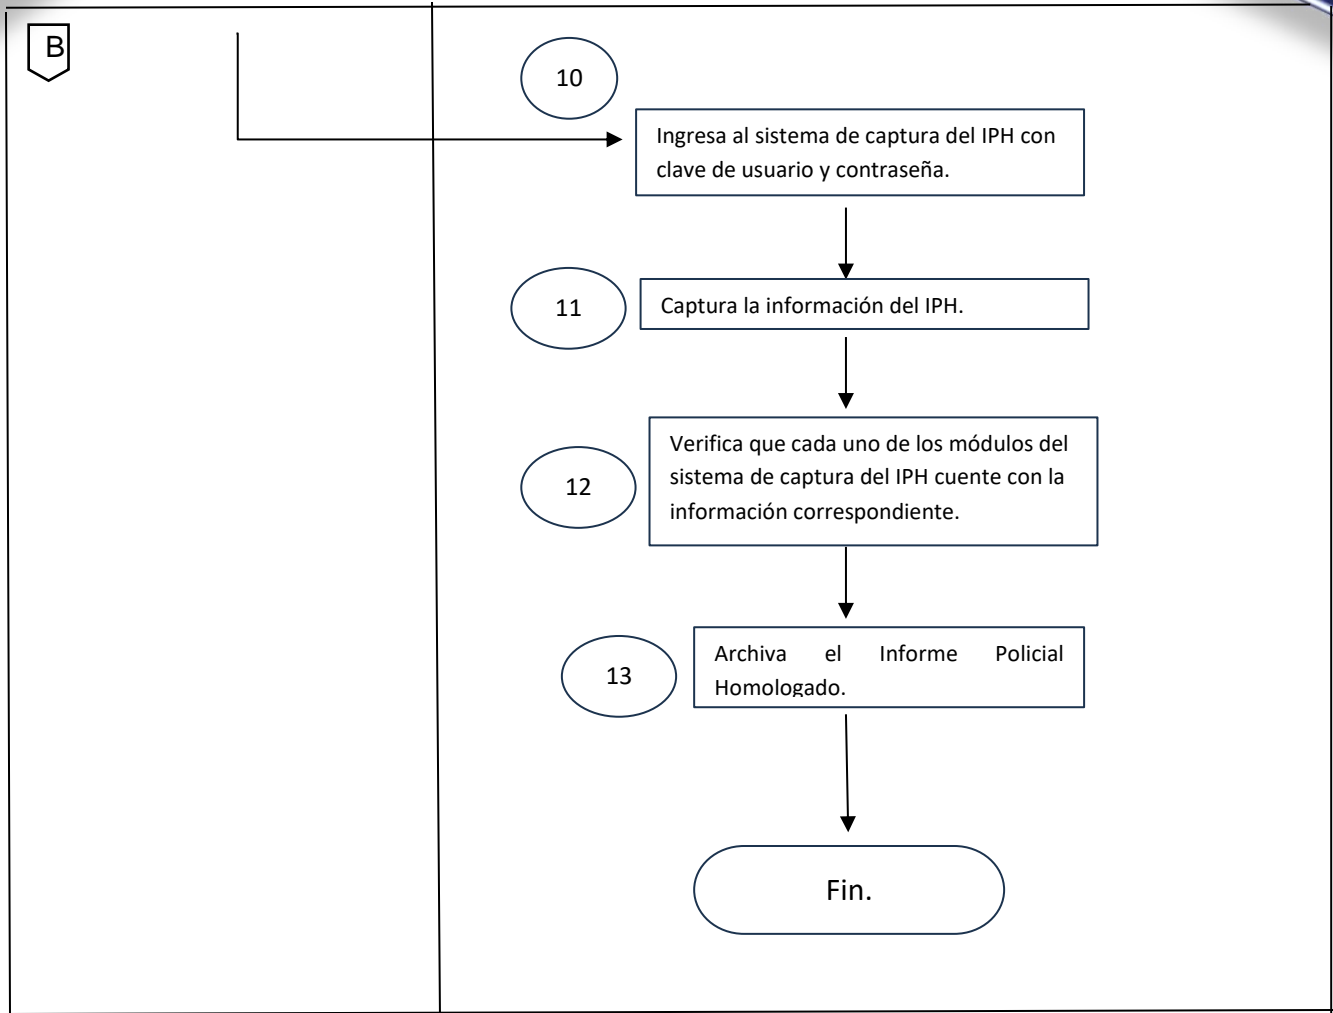 B
10
Ingresa al sistema de captura del IPH con
clave de usuario y contraseña.
11
Captura la información del IPH.
12
Verifica que cada uno de los módulos del
sistema de captura del IPH cuente con la
información correspondiente.
13
Archiva el Informe Policial
Homologado.
Fin.